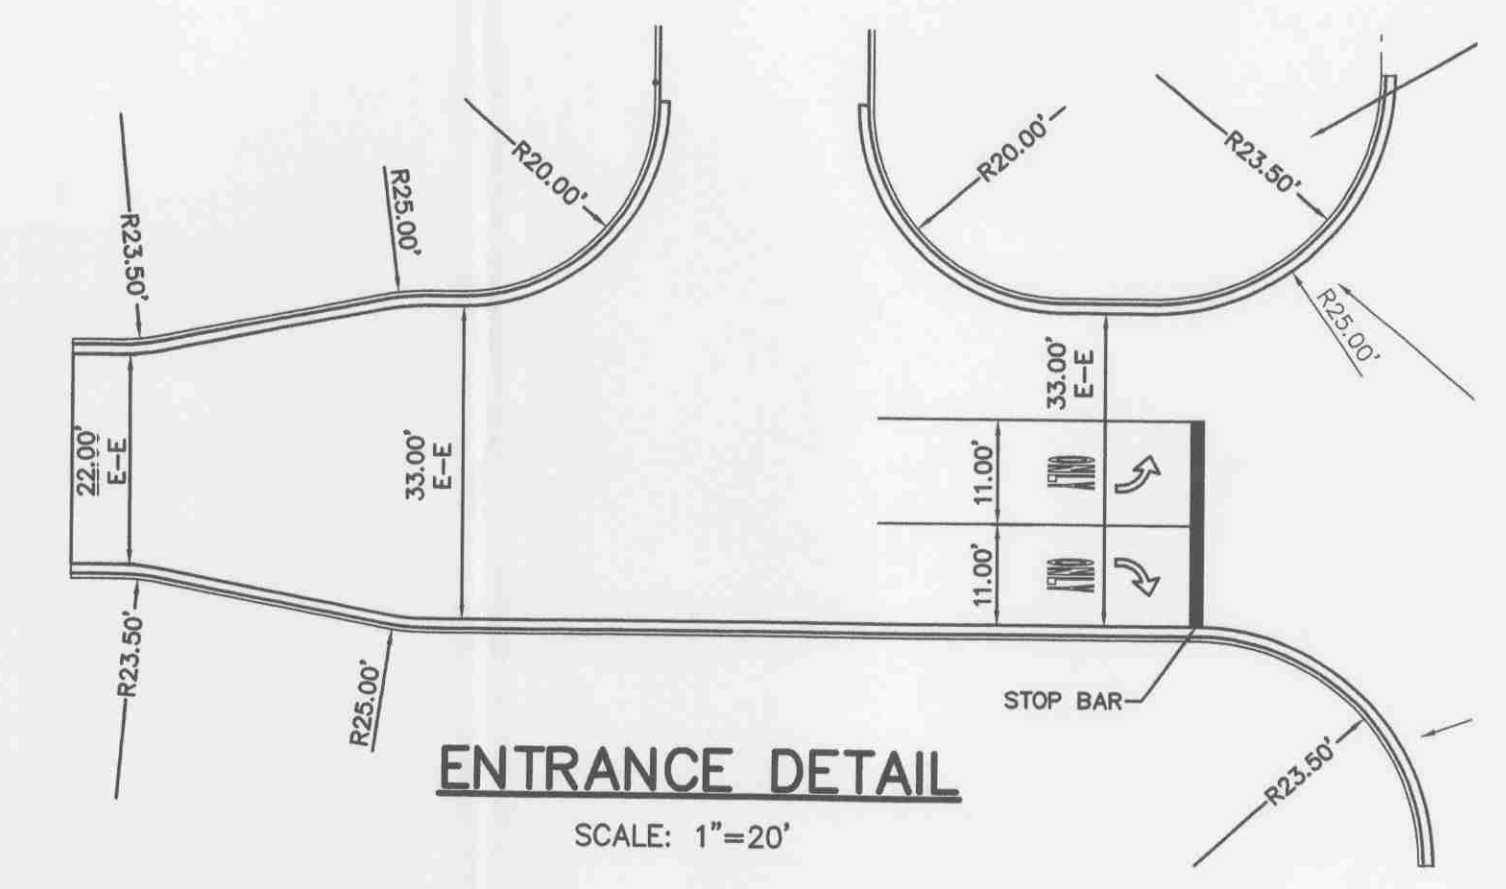 R20.00'
R20.00'
R23.50'
R25.00'
R23.50'
R25.00'
33.00'
E-E
22.00'
E-E
33.00'
E-E
11.00'
ONLY
11.00'
ONLY
R23.50'
R25.00'
STOP BAR
R23.50'
ENTRANCE DETAIL
SCALE: 1"=20'